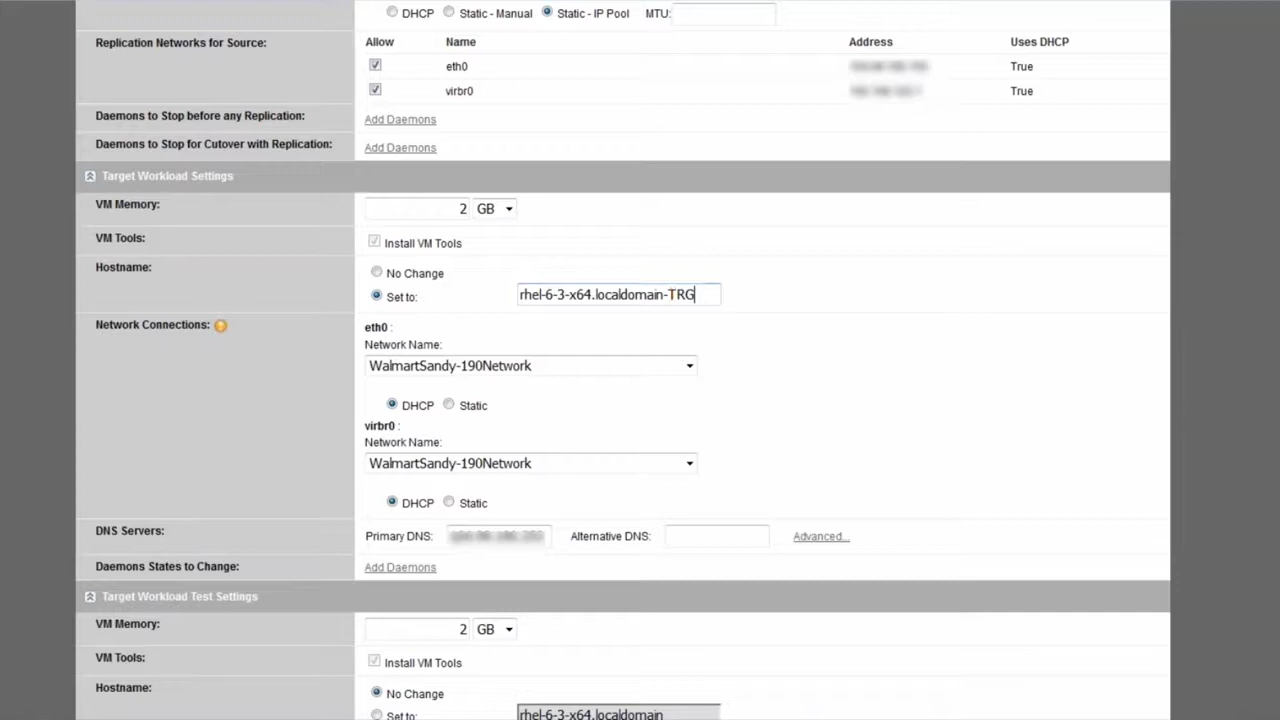 DHCP Static - Manual Static - IP Pool MTU:
Replication Networks for Source: Allow Name Address Uses DHCP
eth0 True
virbr0 True
Daemons to Stop before any Replication: Add Daemons
Daemons to Stop for Cutover with Replication: Add Daemons
Target Workload Settings
VM Memory: 2 GB
VM Tools: Install VM Tools
Hostname: No Change
Set to: rhel-6-3-x64.localdomain-TRG
Network Connections: eth0 :
Network Name:
WalmartSandy-190Network
DHCP Static
virbr0 :
Network Name:
WalmartSandy-190Network
DHCP Static
DNS Servers: Primary DNS: Alternative DNS: Advanced...
Daemons States to Change: Add Daemons
Target Workload Test Settings
VM Memory: 2 GB
VM Tools: Install VM Tools
Hostname: No Change
Set to: rhel-6-3-x64.localdomain